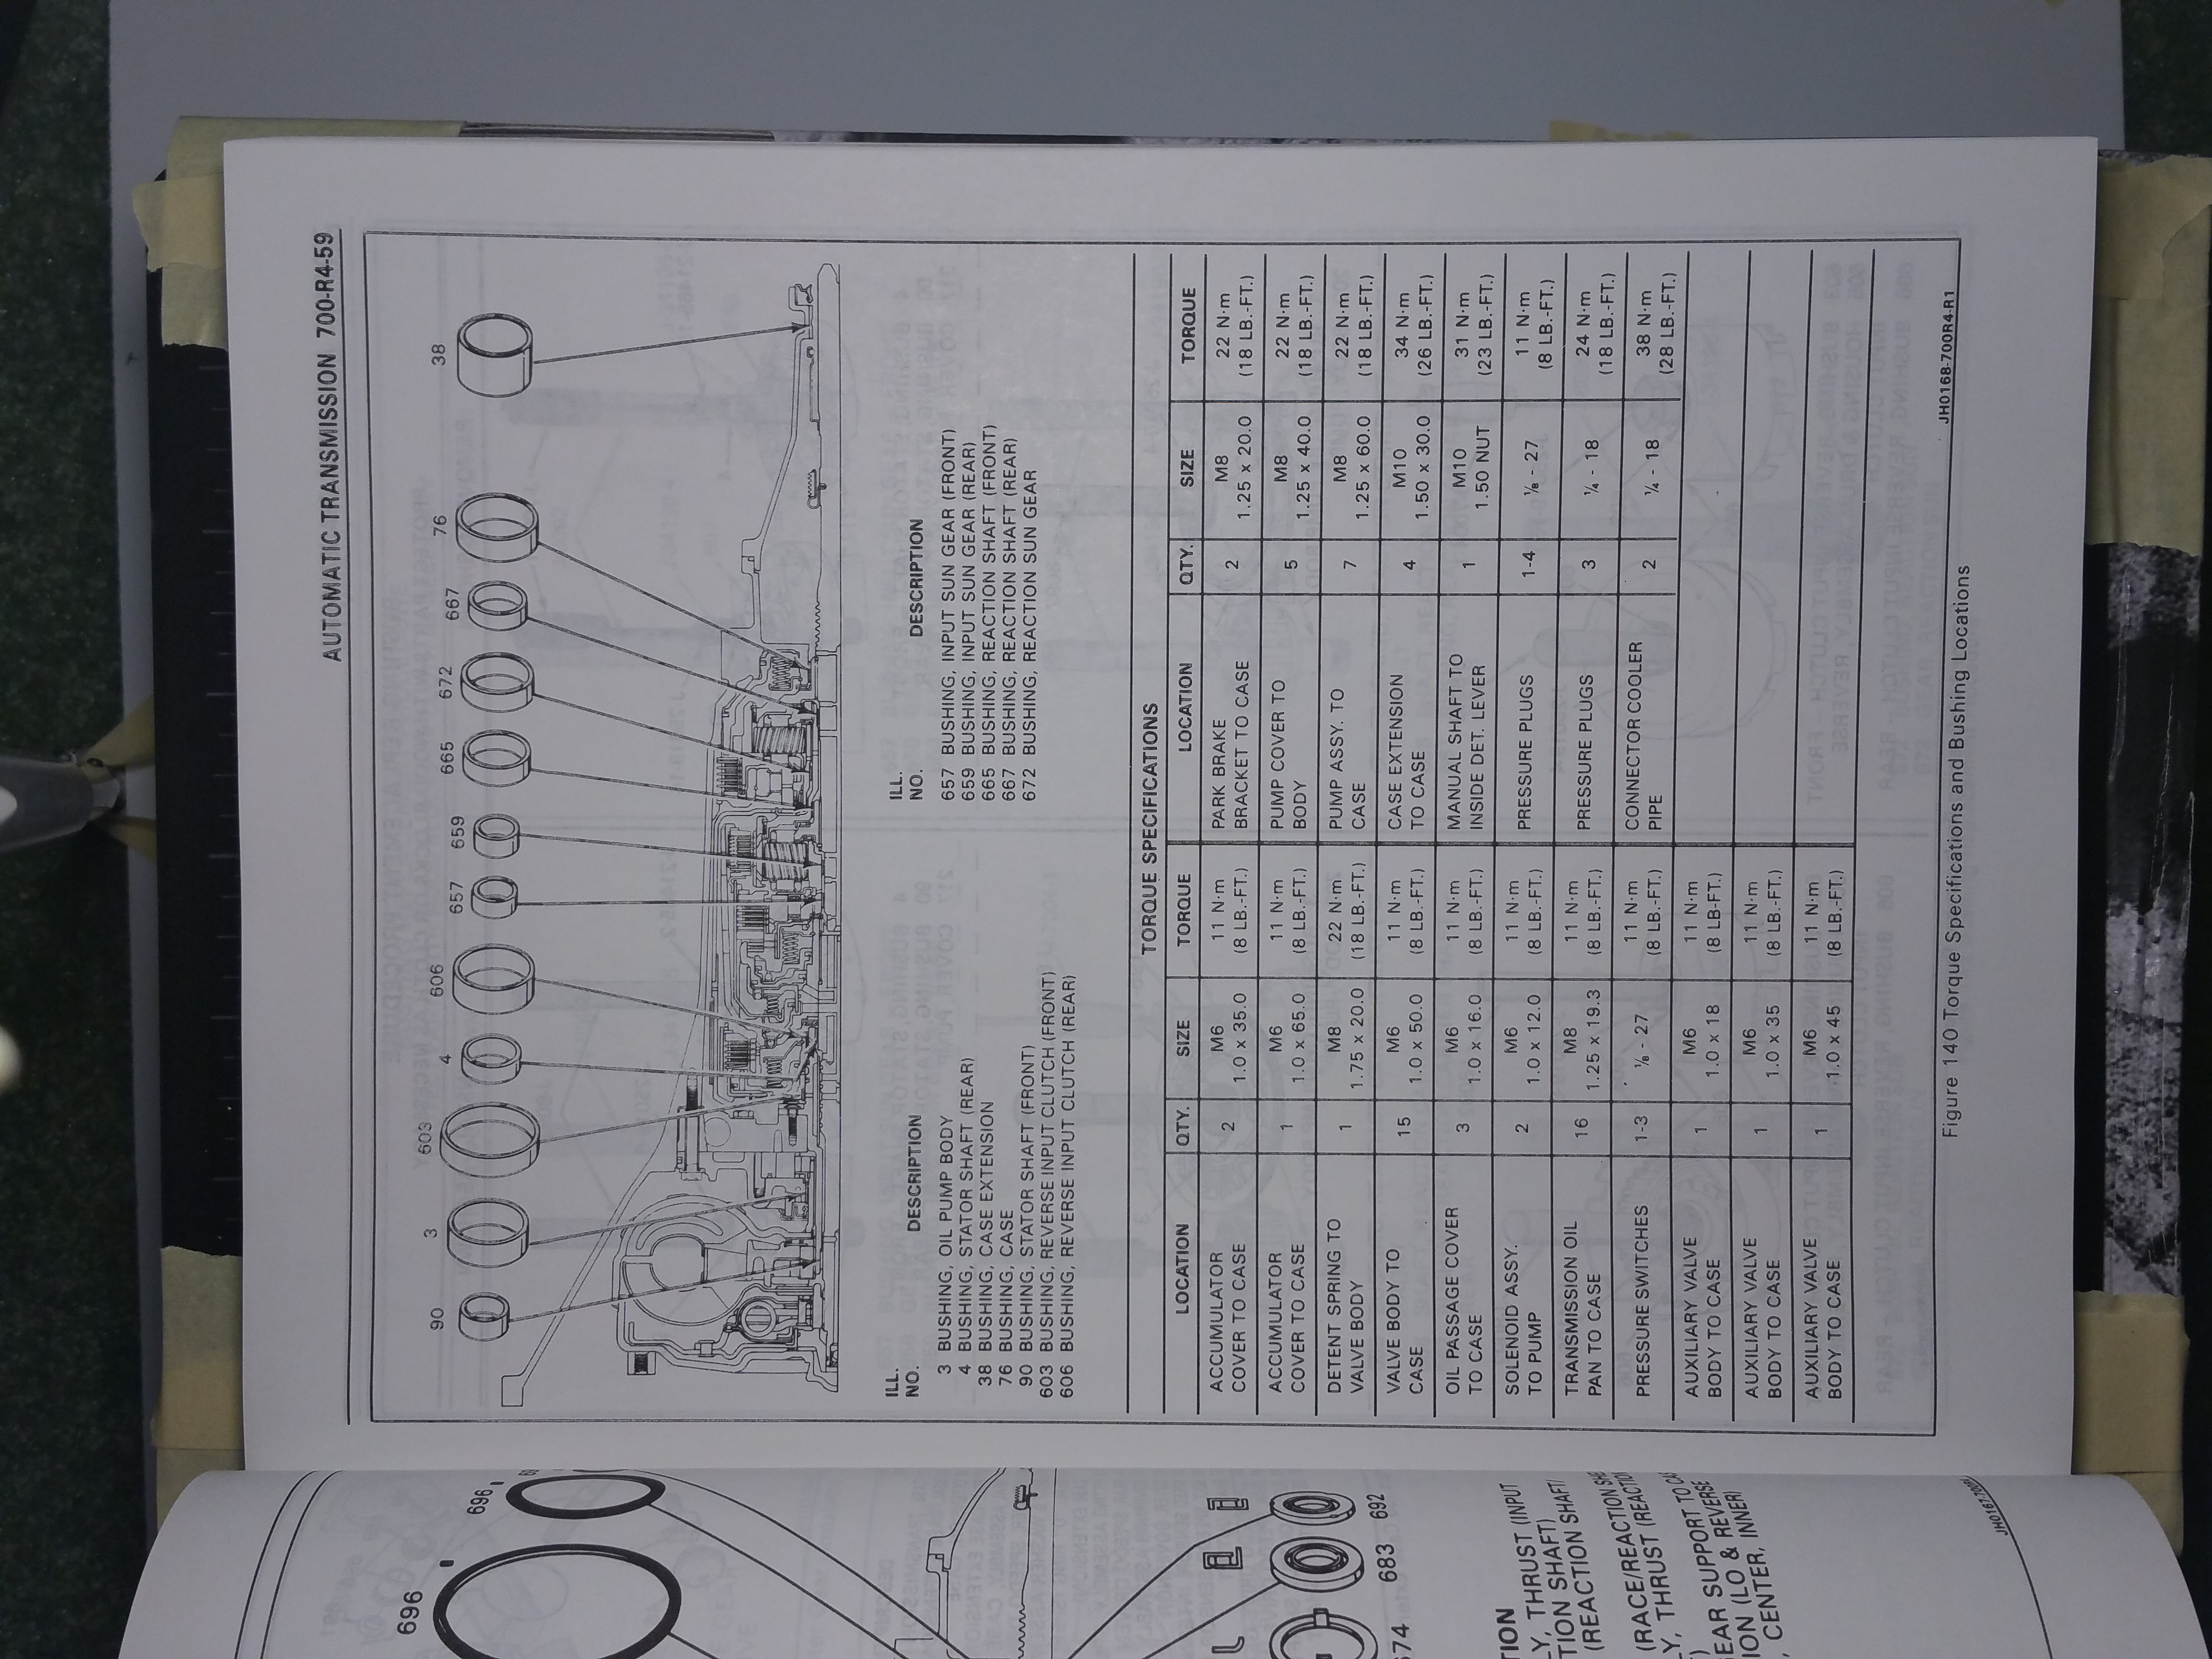 AUTOMATIC TRANSMISSION 700-R4-59
90 3 603 4 606 657 659 665 672 667 76 38
ILL.
NO. DESCRIPTION
3 BUSHING, OIL PUMP BODY
4 BUSHING, STATOR SHAFT (REAR)
38 BUSHING, CASE EXTENSION
76 BUSHING, CASE
90 BUSHING, STATOR SHAFT (FRONT)
603 BUSHING, REVERSE INPUT CLUTCH (FRONT)
606 BUSHING, REVERSE INPUT CLUTCH (REAR)
ILL.
NO. DESCRIPTION
657 BUSHING, INPUT SUN GEAR (FRONT)
659 BUSHING, INPUT SUN GEAR (REAR)
665 BUSHING, REACTION SHAFT (FRONT)
667 BUSHING, REACTION SHAFT (REAR)
672 BUSHING, REACTION SUN GEAR
TORQUE SPECIFICATIONS
LOCATION QTY. SIZE TORQUE LOCATION QTY. SIZE TORQUE
ACCUMULATOR M6 11 N·m PARK BRAKE M8 22 N·m
COVER TO CASE 2 1.0 x 35.0 (8 LB.-FT.) BRACKET TO CASE 2 1.25 x 20.0 (18 LB.-FT.)
ACCUMULATOR M6 11 N·m PUMP COVER TO M8 22 N·m
COVER TO CASE 1 1.0 x 65.0 (8 LB.-FT.) BODY 5 1.25 x 40.0 (18 LB.-FT.)
DETENT SPRING TO M8 22 N·m PUMP ASSY. TO M8 22 N·m
VALVE BODY 1 1.75 x 20.0 (18 LB.-FT.) CASE 7 1.25 x 60.0 (18 LB.-FT.)
VALVE BODY TO M6 11 N·m CASE EXTENSION M10 34 N·m
CASE 15 1.0 x 50.0 (8 LB.-FT.) TO CASE 4 1.50 x 30.0 (26 LB.-FT.)
OIL PASSAGE COVER M6 11 N·m MANUAL SHAFT TO M10 31 N·m
TO CASE 3 1.0 x 16.0 (8 LB.-FT.) INSIDE DET. LEVER 1 1.50 NUT (23 LB.-FT.)
SOLENOID ASSY. M6 11 N·m PRESSURE PLUGS 11 N·m
TO PUMP 2 1.0 x 12.0 (8 LB.-FT.) 1-4 ⅛ - 27 (8 LB.-FT.)
TRANSMISSION OIL M8 11 N·m PRESSURE PLUGS 24 N·m
PAN TO CASE 16 1.25 x 19.3 (8 LB.-FT.) 3 ¼ - 18 (18 LB.-FT.)
PRESSURE SWITCHES 11 N·m CONNECTOR COOLER 38 N·m
1-3 ⅛ - 27 (8 LB.-FT.) PIPE 2 ¼ - 18 (28 LB.-FT.)
AUXILIARY VALVE M6 11 N·m
BODY TO CASE 1 1.0 x 18 (8 LB-FT.)
AUXILIARY VALVE M6 11 N·m
BODY TO CASE 1 1.0 x 35 (8 LB.-FT.)
AUXILIARY VALVE M6 11 N·m
BODY TO CASE 1 1.0 x 45 (8 LB.-FT.)
JH0168-700R4-R1
Figure 140 Torque Specifications and Bushing Locations
696
696
683
692
THRUST (INPUT
SHAFT)
(REACTION SHAFT)
(RACE/REACTION
THRUST
SUPPORT TO
(LO & REVERSE
CENTER, INNER)